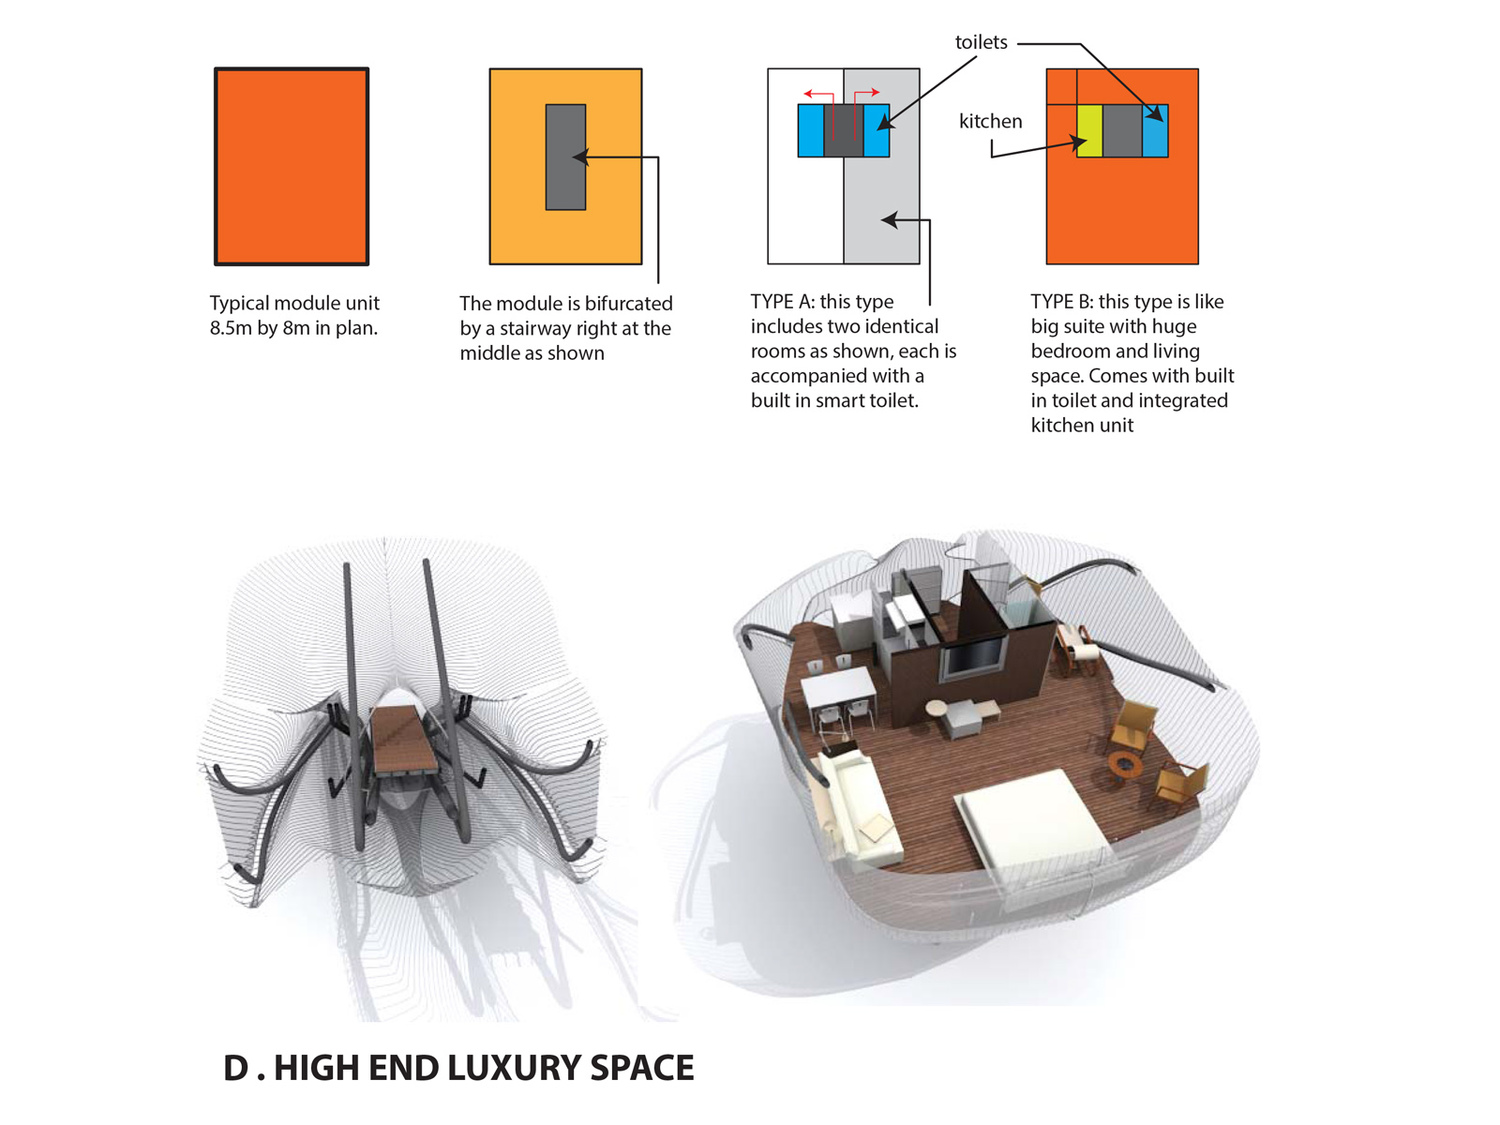 toilets
kitchen
Typical module unit
8.5m by 8m in plan.
The module is bifurcated
by a stairway right at the
middle as shown
TYPE A: this type
includes two identical
rooms as shown, each is
accompanied with a
built in smart toilet.
TYPE B: this type is like
big suite with huge
bedroom and living
space. Comes with built
in toilet and integrated
kitchen unit
D . HIGH END LUXURY SPACE